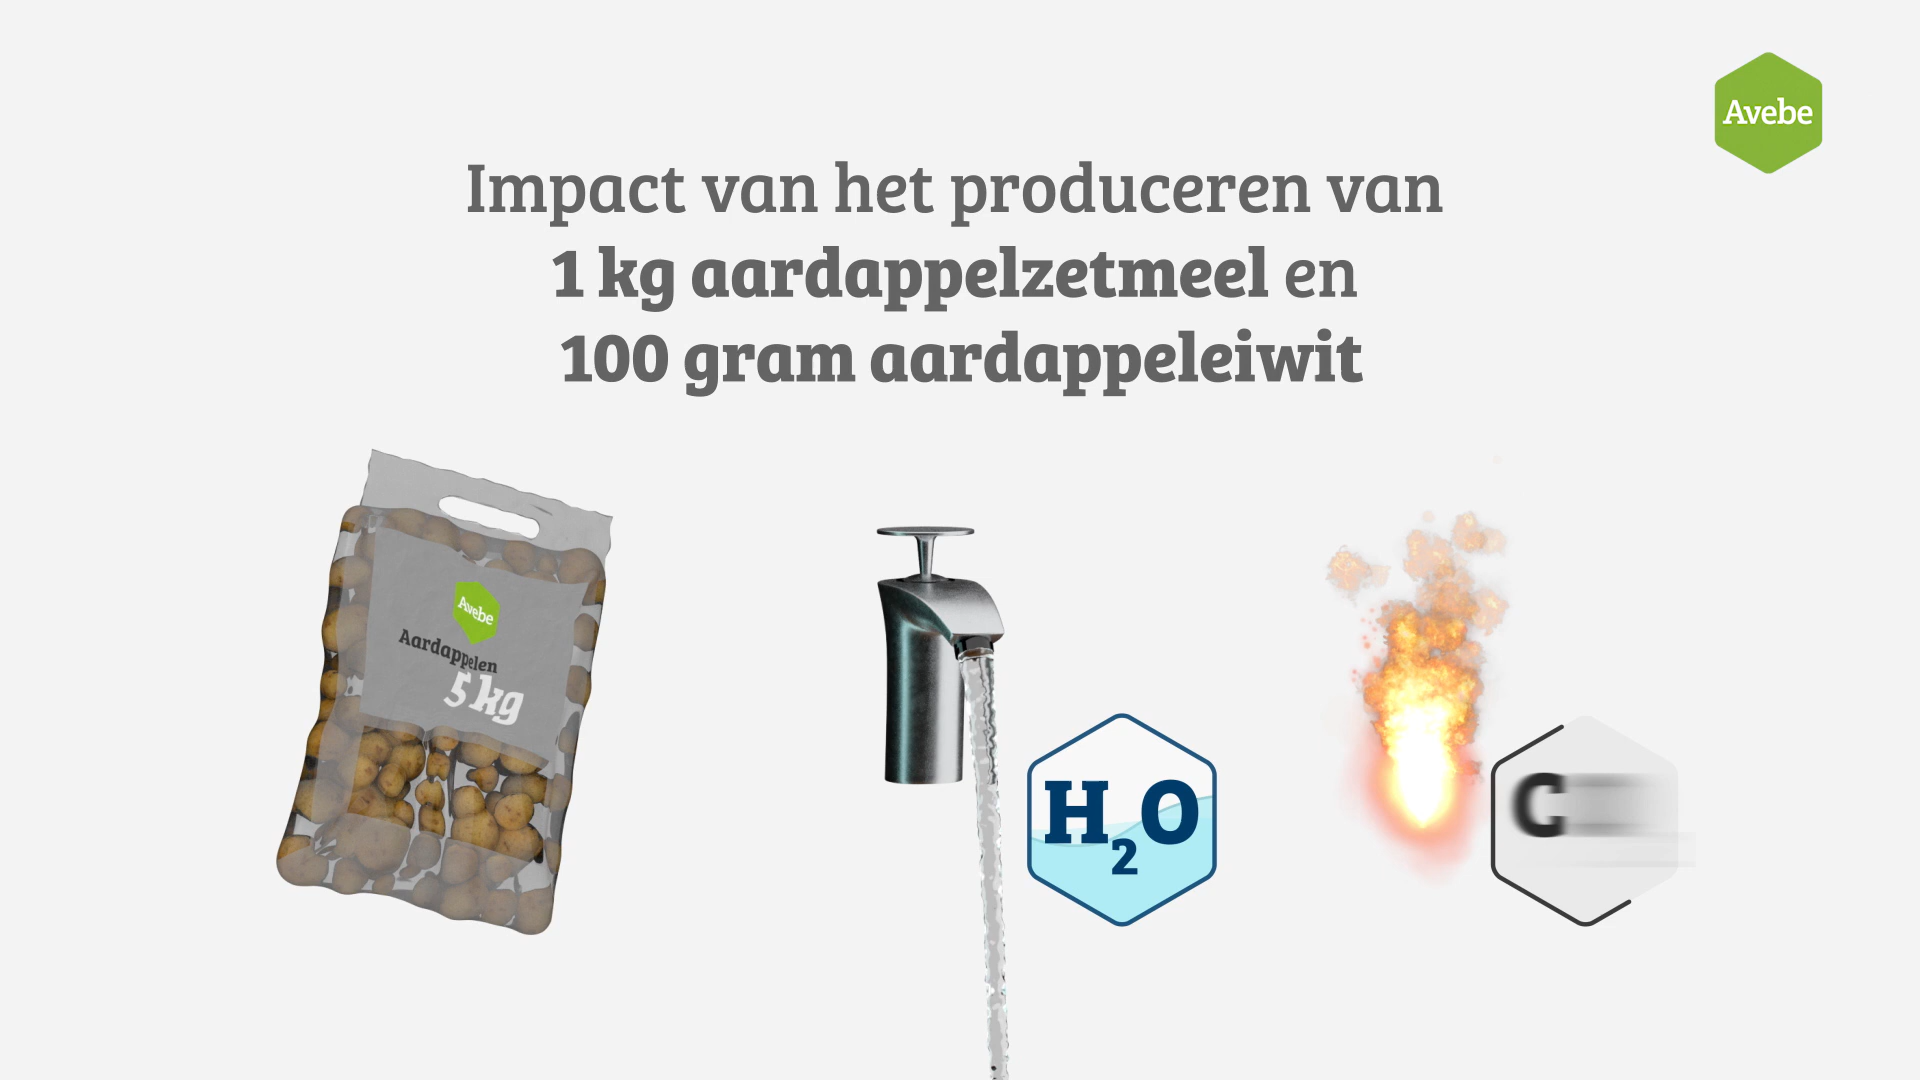 Avebe
Impact van het produceren van
1 kg aardappelzetmeel en
100 gram aardappeleiwit
Avebe
Aardappelen
5 kg
H2O
C